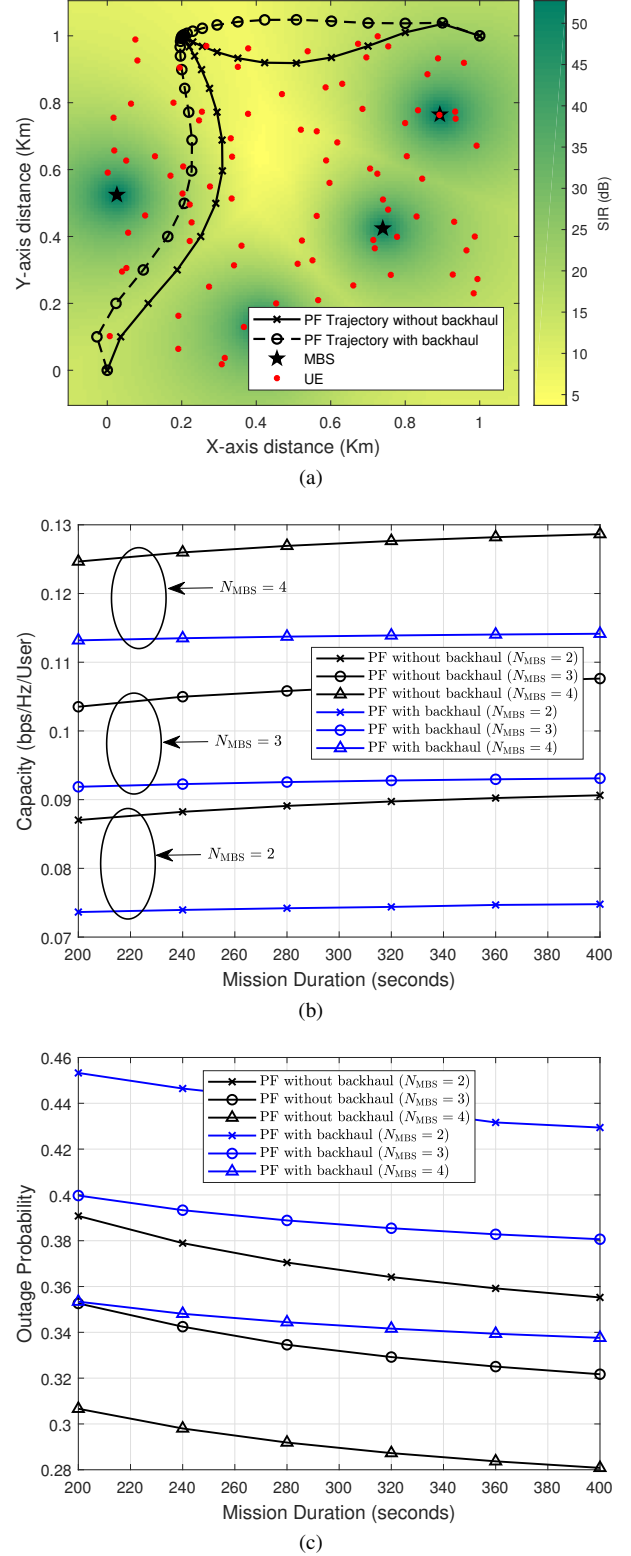 1
0.8
0.6
0.4
0.2
0
Y-axis distance (Km)
PF Trajectory without backhaul
PF Trajectory with backhaul
MBS
UE
0 0.2 0.4 0.6 0.8 1
X-axis distance (Km)
50
45
40
35
30
25
20
15
10
5
SIR (dB)
(a)
0.13
0.12
0.11
0.1
0.09
0.08
0.07
Capacity (bps/Hz/User)
N_MBS = 4
PF without backhaul (N_MBS = 2)
PF without backhaul (N_MBS = 3)
PF without backhaul (N_MBS = 4)
PF with backhaul (N_MBS = 2)
PF with backhaul (N_MBS = 3)
PF with backhaul (N_MBS = 4)
N_MBS = 3
N_MBS = 2
200 220 240 260 280 300 320 340 360 380 400
Mission Duration (seconds)
(b)
0.46
0.44
0.42
0.4
0.38
0.36
0.34
0.32
0.3
0.28
Outage Probability
PF without backhaul (N_MBS = 2)
PF without backhaul (N_MBS = 3)
PF without backhaul (N_MBS = 4)
PF with backhaul (N_MBS = 2)
PF with backhaul (N_MBS = 3)
PF with backhaul (N_MBS = 4)
200 220 240 260 280 300 320 340 360 380 400
Mission Duration (seconds)
(c)